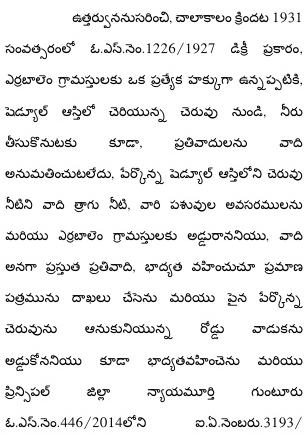 ఉత్తర్వుననుసరించి, చాలాకాలం క్రిందట 1931
సంవత్సరంలో ఓ.ఎస్.నెం.1226/1927 డిక్రీ ప్రకారం,
ఎర్రబాలెం గ్రామస్తులకు ఒక ప్రత్యేక హక్కుగా ఉన్నప్పటికి,
షెడ్యూల్ ఆస్తిలో చెరియున్న చెరువు నుండి, నీరు
తీసుకొనుటకు కూడా, ప్రతివాదులను వాది
అనుమతించుటలేదు, పేర్కొన్న షెడ్యూల్ ఆస్తిలోని చెరువు
నీటిని వాది త్రాగు నీటి, వారి పశువుల అవసరములను
మరియు ఎర్రబాలెం గ్రామస్తులకు అడ్డురాననియు, వాది
అనగా ప్రస్తుత ప్రతివాది, భాద్యత వహించుచూ ప్రమాణ
పత్రమును దాఖలు చేసెను మరియు పైన పేర్కొన్న
చెరువును ఆనుకునియున్న రోడ్డు వాడుకను
అడ్డుకోననియు కూడా భాద్యతవహించెను మరియు
ప్రిన్సిపల్ జిల్లా న్యాయమూర్తి గుంటూరు
ఓ.ఎస్.నెం.446/2014లోని ఐ.ఏ.నెంబరు.3193/